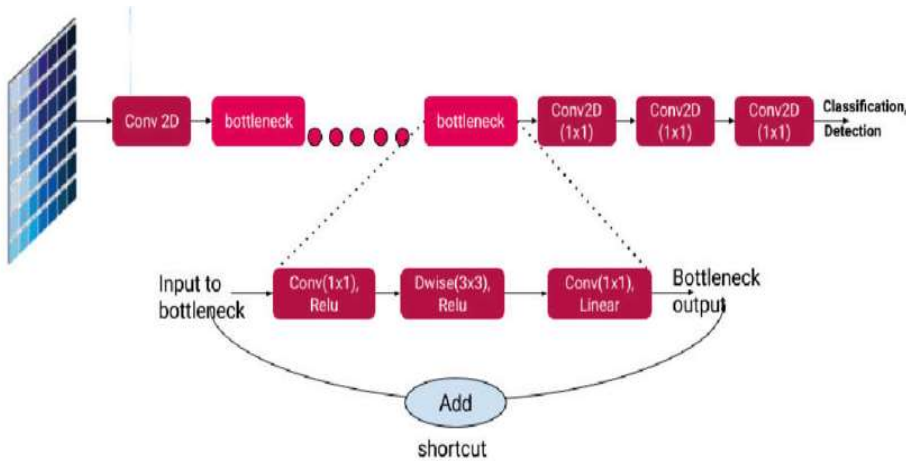 Conv 2D
bottleneck
bottleneck
Conv2D
(1x1)
Conv2D
(1x1)
Conv2D
(1x1)
Classification,
Detection
Input to
bottleneck
Conv(1x1),
Relu
Dwise(3x3),
Relu
Conv(1x1),
Linear
Bottleneck
output
Add
shortcut